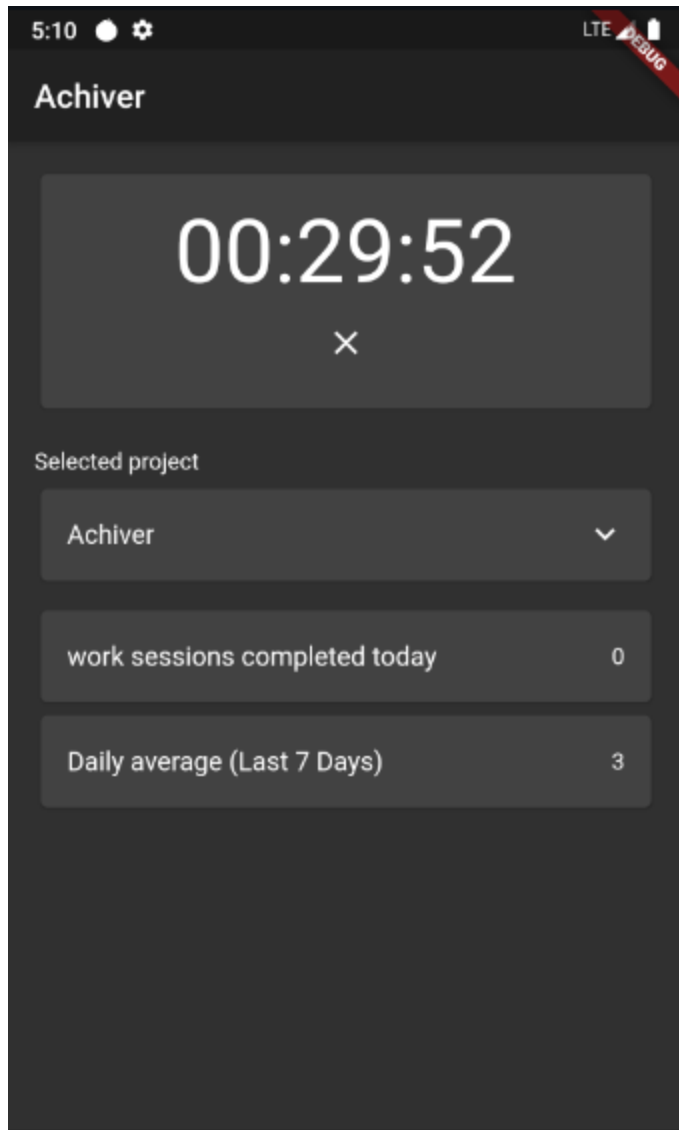 5:10 LTE
DEBUG
Achiver
00:29:52
Selected project
Achiver
work sessions completed today 0
Daily average (Last 7 Days) 3